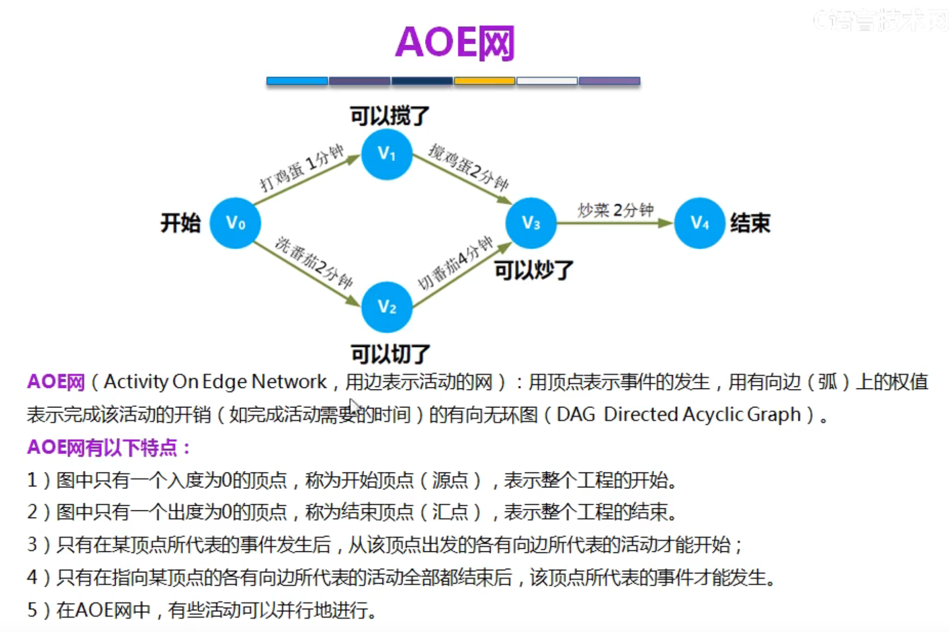 C语言技术网
AOE网
可以搅了
打鸡蛋 1分钟
V1
搅鸡蛋2分钟
开始
V0
V3
炒菜 2分钟
V4
结束
洗番茄2分钟
切番茄4分钟
可以炒了
V2
可以切了
AOE网（Activity On Edge Network，用边表示活动的网）：用顶点表示事件的发生，用有向边（弧）上的权值
表示完成该活动的开销（如完成活动需要的时间）的有向无环图（DAG Directed Acyclic Graph）。
AOE网有以下特点：
1）图中只有一个入度为0的顶点，称为开始顶点（源点），表示整个工程的开始。
2）图中只有一个出度为0的顶点，称为结束顶点（汇点），表示整个工程的结束。
3）只有在某顶点所代表的事件发生后，从该顶点出发的各有向边所代表的活动才能开始；
4）只有在指向某顶点的各有向边所代表的活动全部都结束后，该顶点所代表的事件才能发生。
5）在AOE网中，有些活动可以并行地进行。